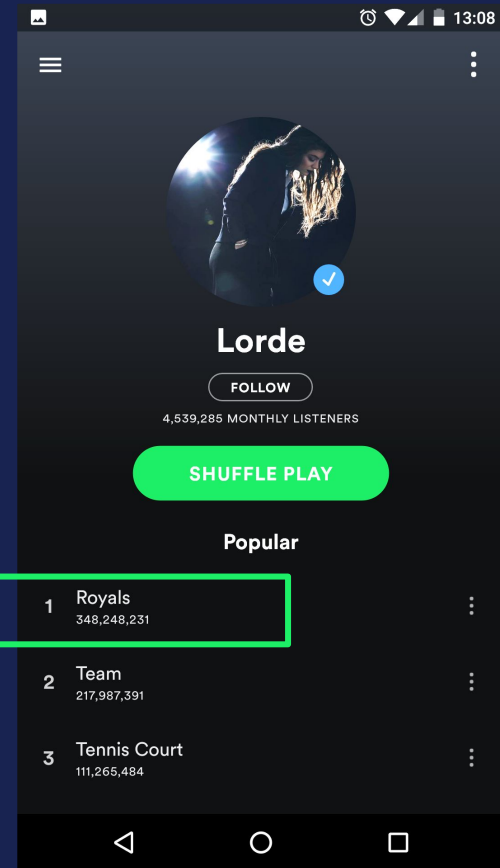 13:08
Lorde
FOLLOW
4,539,285 MONTHLY LISTENERS
SHUFFLE PLAY
Popular
1 Royals
348,248,231
2 Team
217,987,391
3 Tennis Court
111,265,484